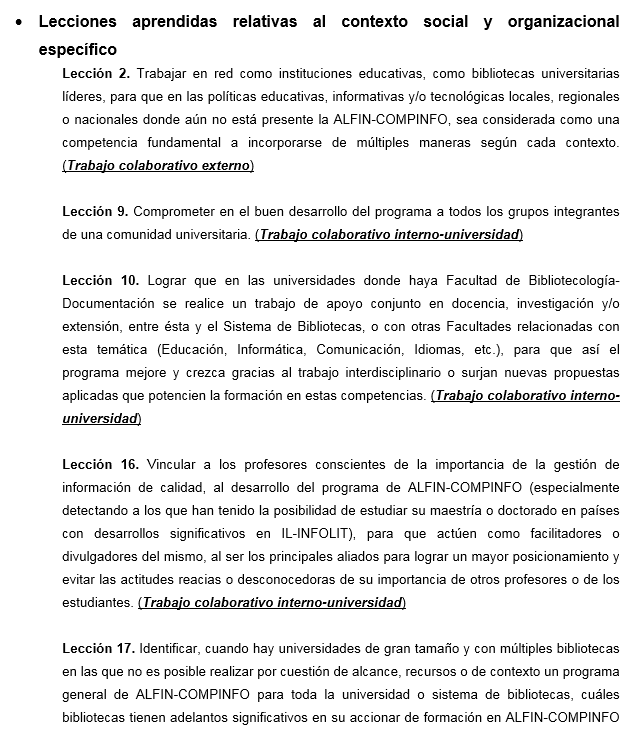 • Lecciones aprendidas relativas al contexto social y organizacional
específico
Lección 2. Trabajar en red como instituciones educativas, como bibliotecas universitarias
líderes, para que en las políticas educativas, informativas y/o tecnológicas locales, regionales
o nacionales donde aún no está presente la ALFIN-COMPINFO, sea considerada como una
competencia fundamental a incorporarse de múltiples maneras según cada contexto.
(Trabajo colaborativo externo)
Lección 9. Comprometer en el buen desarrollo del programa a todos los grupos integrantes
de una comunidad universitaria. (Trabajo colaborativo interno-universidad)
Lección 10. Lograr que en las universidades donde haya Facultad de Bibliotecología-
Documentación se realice un trabajo de apoyo conjunto en docencia, investigación y/o
extensión, entre ésta y el Sistema de Bibliotecas, o con otras Facultades relacionadas con
esta temática (Educación, Informática, Comunicación, Idiomas, etc.), para que así el
programa mejore y crezca gracias al trabajo interdisciplinario o surjan nuevas propuestas
aplicadas que potencien la formación en estas competencias. (Trabajo colaborativo interno-
universidad)
Lección 16. Vincular a los profesores conscientes de la importancia de la gestión de
información de calidad, al desarrollo del programa de ALFIN-COMPINFO (especialmente
detectando a los que han tenido la posibilidad de estudiar su maestría o doctorado en países
con desarrollos significativos en IL-INFOLIT), para que actúen como facilitadores o
divulgadores del mismo, al ser los principales aliados para lograr un mayor posicionamiento y
evitar las actitudes reacias o desconocedoras de su importancia de otros profesores o de los
estudiantes. (Trabajo colaborativo interno-universidad)
Lección 17. Identificar, cuando hay universidades de gran tamaño y con múltiples bibliotecas
en las que no es posible realizar por cuestión de alcance, recursos o de contexto un programa
general de ALFIN-COMPINFO para toda la universidad o sistema de bibliotecas, cuáles
bibliotecas tienen adelantos significativos en su accionar de formación en ALFIN-COMPINFO